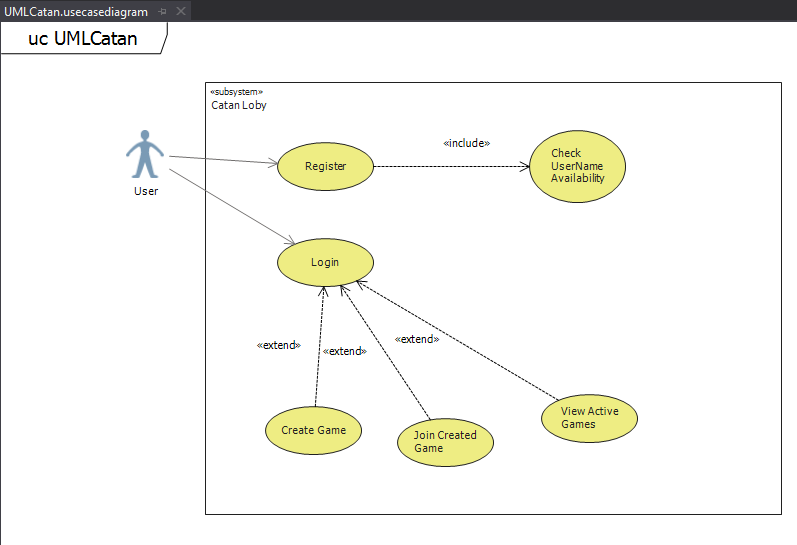 UMLCatan.usecasediagram
uc UMLCatan
«subsystem»
Catan Loby
User
Register
«include»
Check
UserName
Availability
Login
«extend»
«extend»
«extend»
Create Game
Join Created
Game
View Active
Games